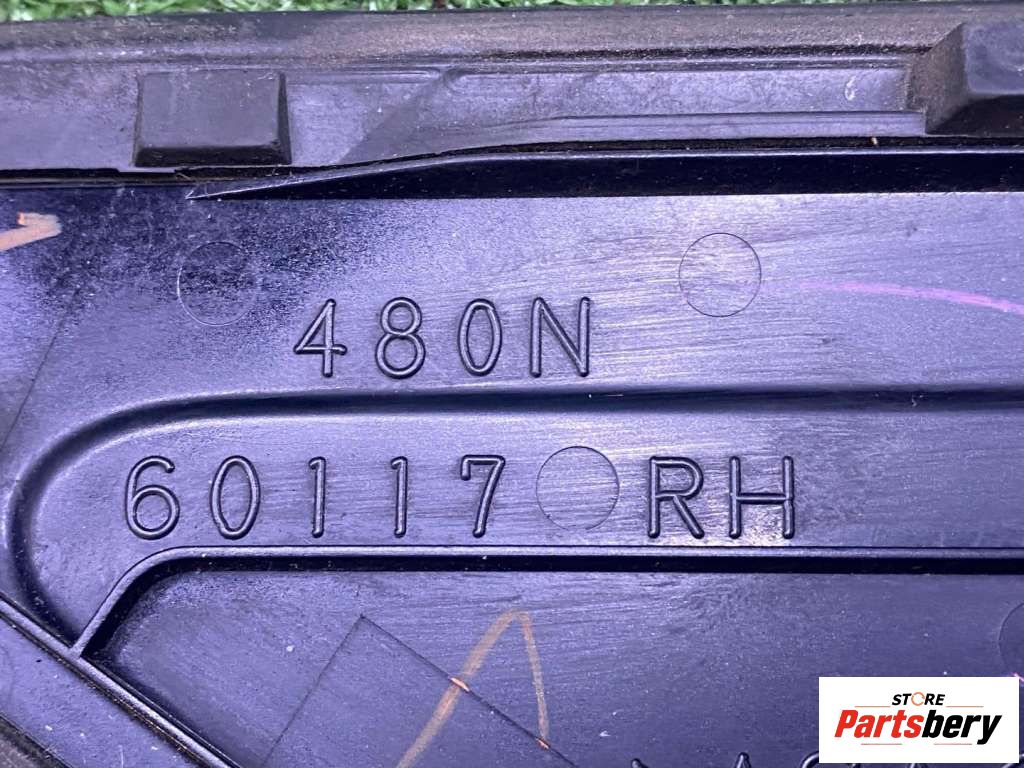 480N
60117 RH
STORE
Partsbery